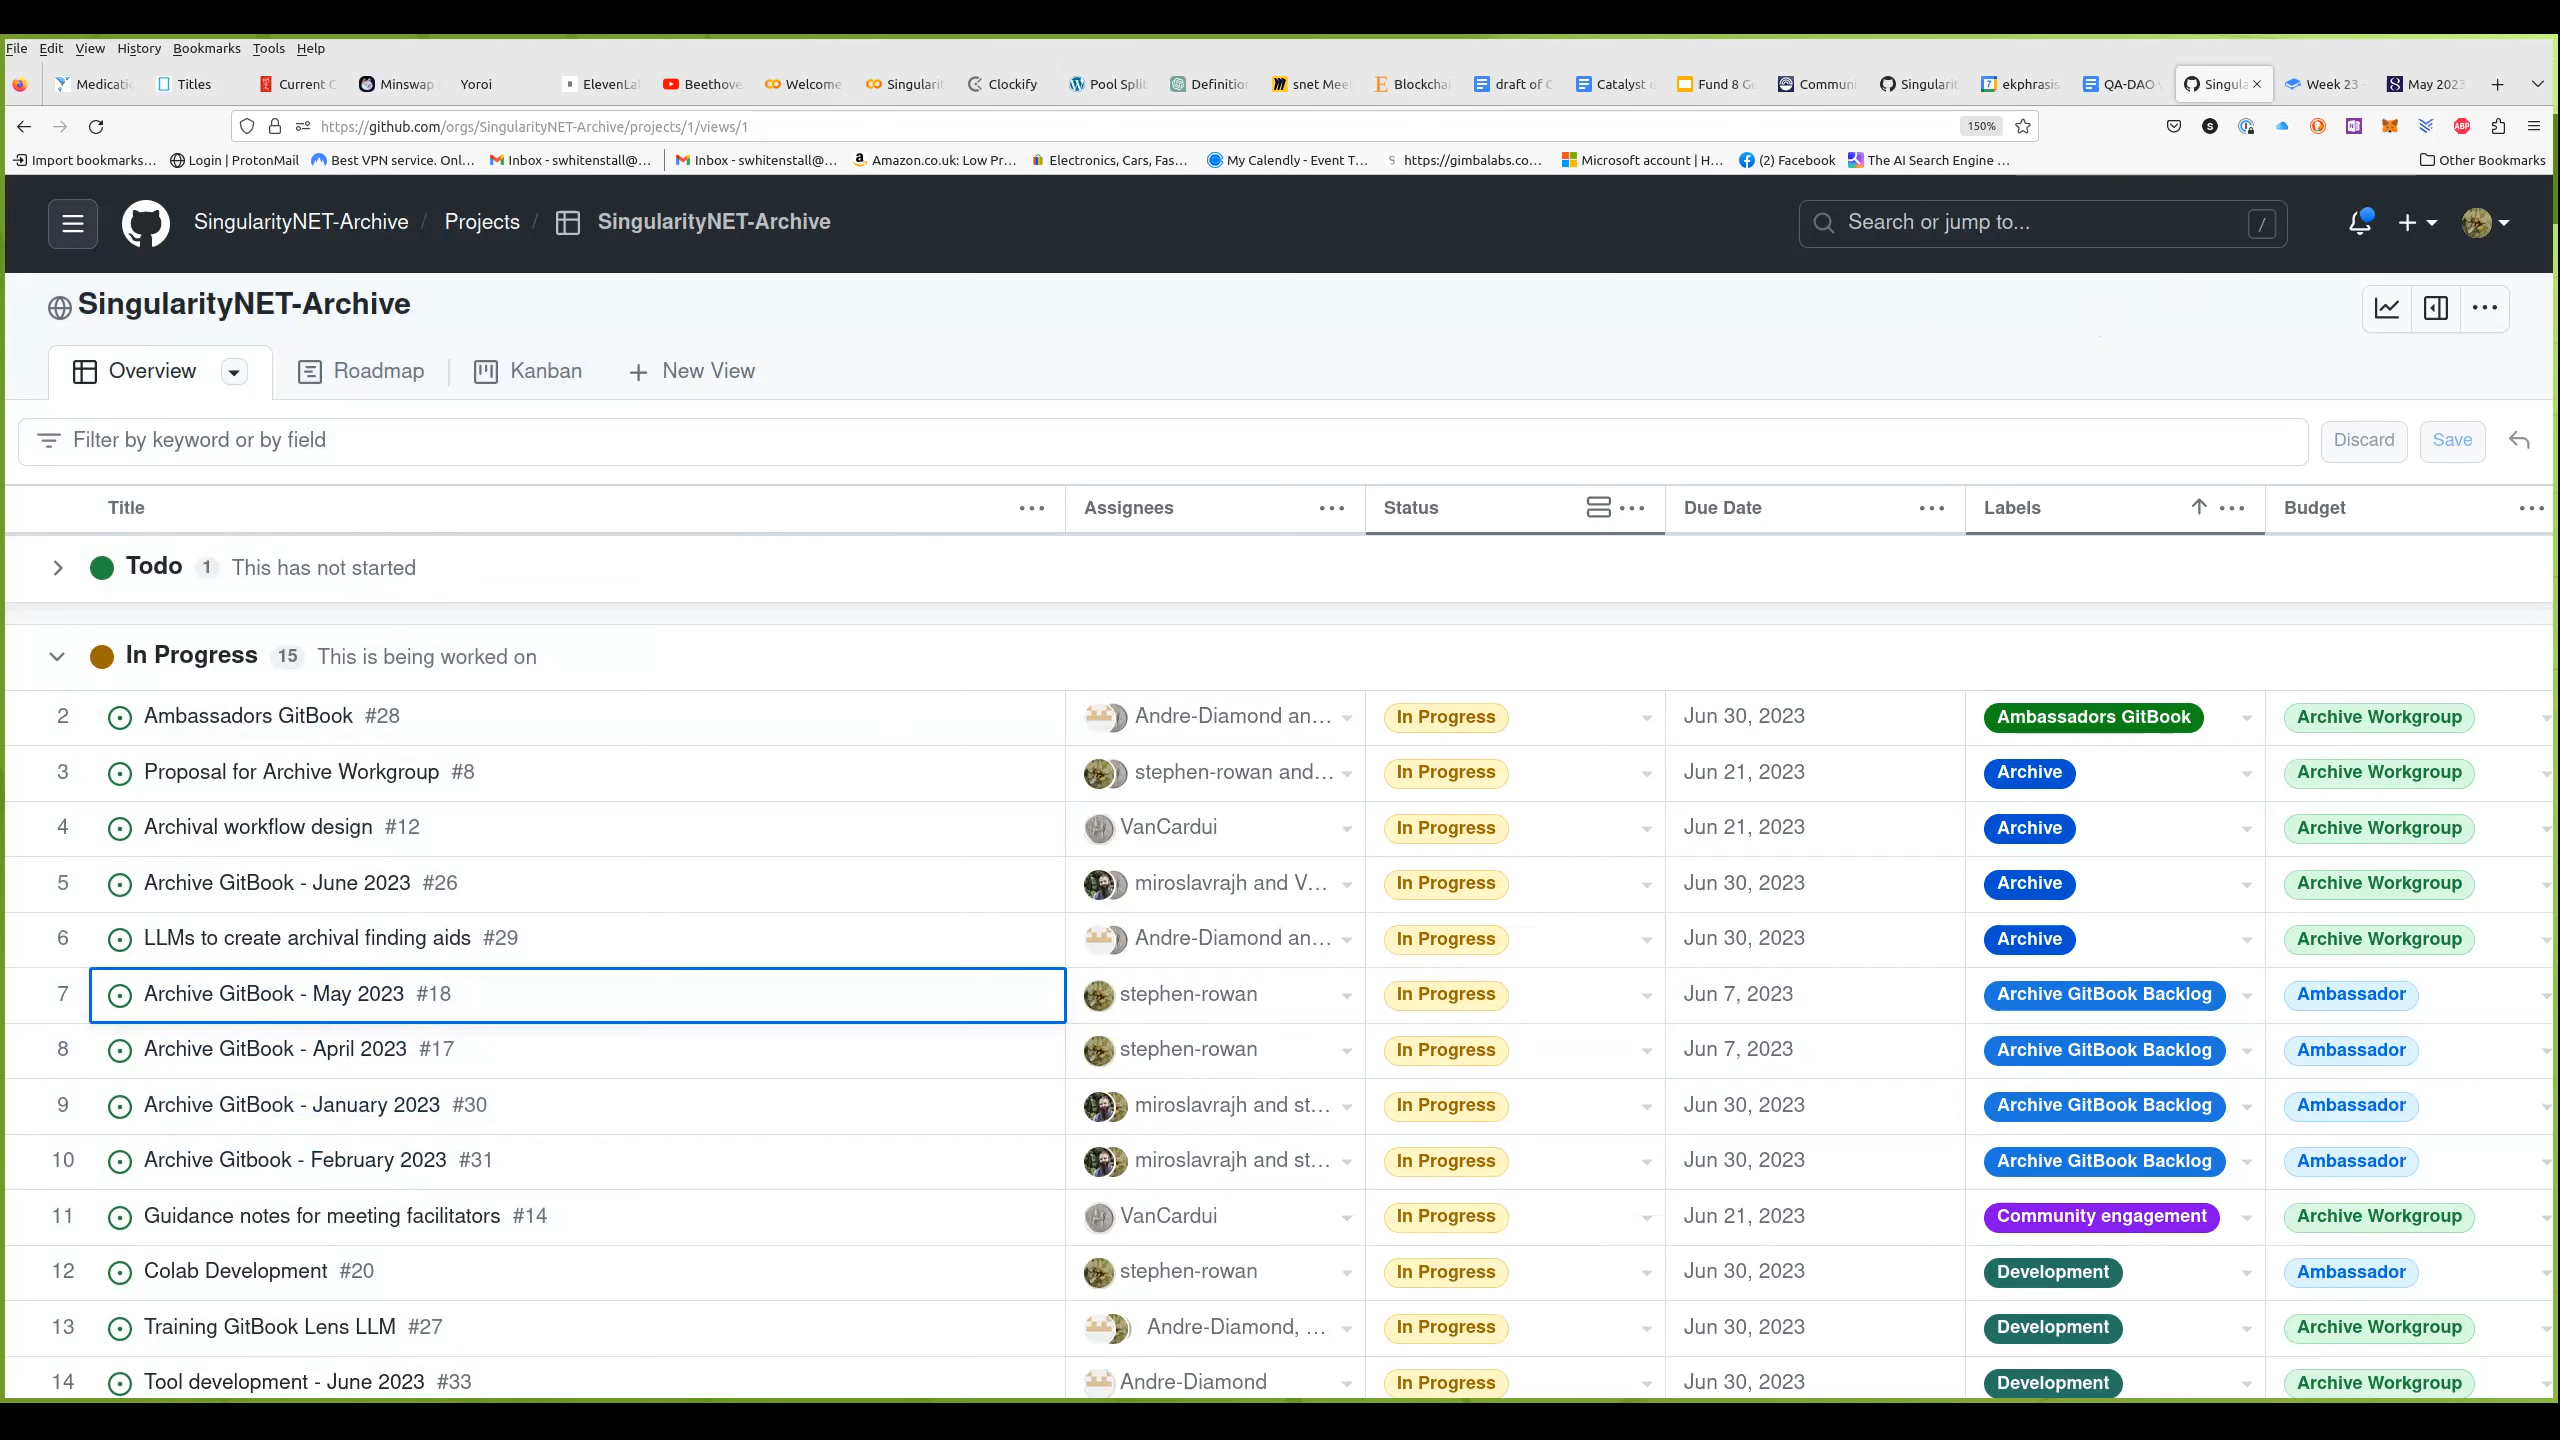 File Edit View History Bookmarks Tools Help
Medicati Titles Current C Minswap Yoroi ElevenLa Beethove Welcome Singularit Clockify Pool Split Definition snet Mee Blockchai draft of C Catalyst Fund 8 Go Communi Singularit ekphrasis QA-DAO Singula Week 23 May 2023
https://github.com/orgs/SingularityNET-Archive/projects/1/views/1 150%
Import bookmarks... Login | ProtonMail Best VPN service. Onl... Inbox - swhitenstall@... Inbox - swhitenstall@... Amazon.co.uk: Low Pr... Electronics, Cars, Fas... My Calendly - Event T... https://gimbalabs.co... Microsoft account | H... (2) Facebook The AI Search Engine ... Other Bookmarks
SingularityNET-Archive / Projects / SingularityNET-Archive Search or jump to... /
SingularityNET-Archive
Overview Roadmap Kanban New View
Filter by keyword or by field Discard Save
Title Assignees Status Due Date Labels Budget
Todo 1 This has not started
In Progress 15 This is being worked on
2 Ambassadors GitBook #28 Andre-Diamond an... In Progress Jun 30, 2023 Ambassadors GitBook Archive Workgroup
3 Proposal for Archive Workgroup #8 stephen-rowan and... In Progress Jun 21, 2023 Archive Archive Workgroup
4 Archival workflow design #12 VanCardui In Progress Jun 21, 2023 Archive Archive Workgroup
5 Archive GitBook - June 2023 #26 miroslavrajh and V... In Progress Jun 30, 2023 Archive Archive Workgroup
6 LLMs to create archival finding aids #29 Andre-Diamond an... In Progress Jun 30, 2023 Archive Archive Workgroup
7 Archive GitBook - May 2023 #18 stephen-rowan In Progress Jun 7, 2023 Archive GitBook Backlog Ambassador
8 Archive GitBook - April 2023 #17 stephen-rowan In Progress Jun 7, 2023 Archive GitBook Backlog Ambassador
9 Archive GitBook - January 2023 #30 miroslavrajh and st... In Progress Jun 30, 2023 Archive GitBook Backlog Ambassador
10 Archive Gitbook - February 2023 #31 miroslavrajh and st... In Progress Jun 30, 2023 Archive GitBook Backlog Ambassador
11 Guidance notes for meeting facilitators #14 VanCardui In Progress Jun 21, 2023 Community engagement Archive Workgroup
12 Colab Development #20 stephen-rowan In Progress Jun 30, 2023 Development Ambassador
13 Training GitBook Lens LLM #27 Andre-Diamond, ... In Progress Jun 30, 2023 Development Archive Workgroup
14 Tool development - June 2023 #33 Andre-Diamond In Progress Jun 30, 2023 Development Archive Workgroup